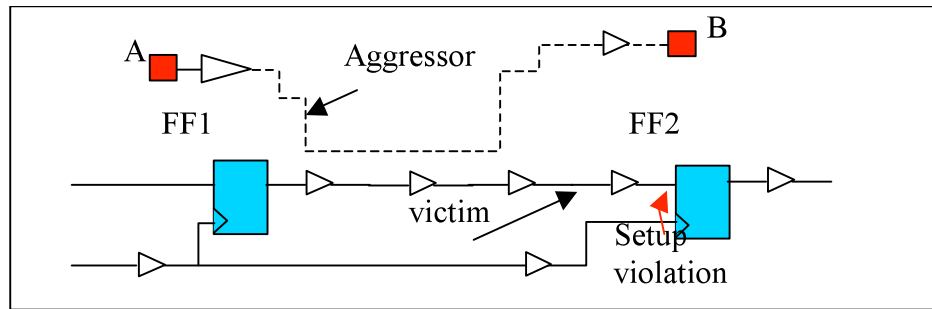 A
B
Aggressor
FF1
FF2
victim
Setup
violation